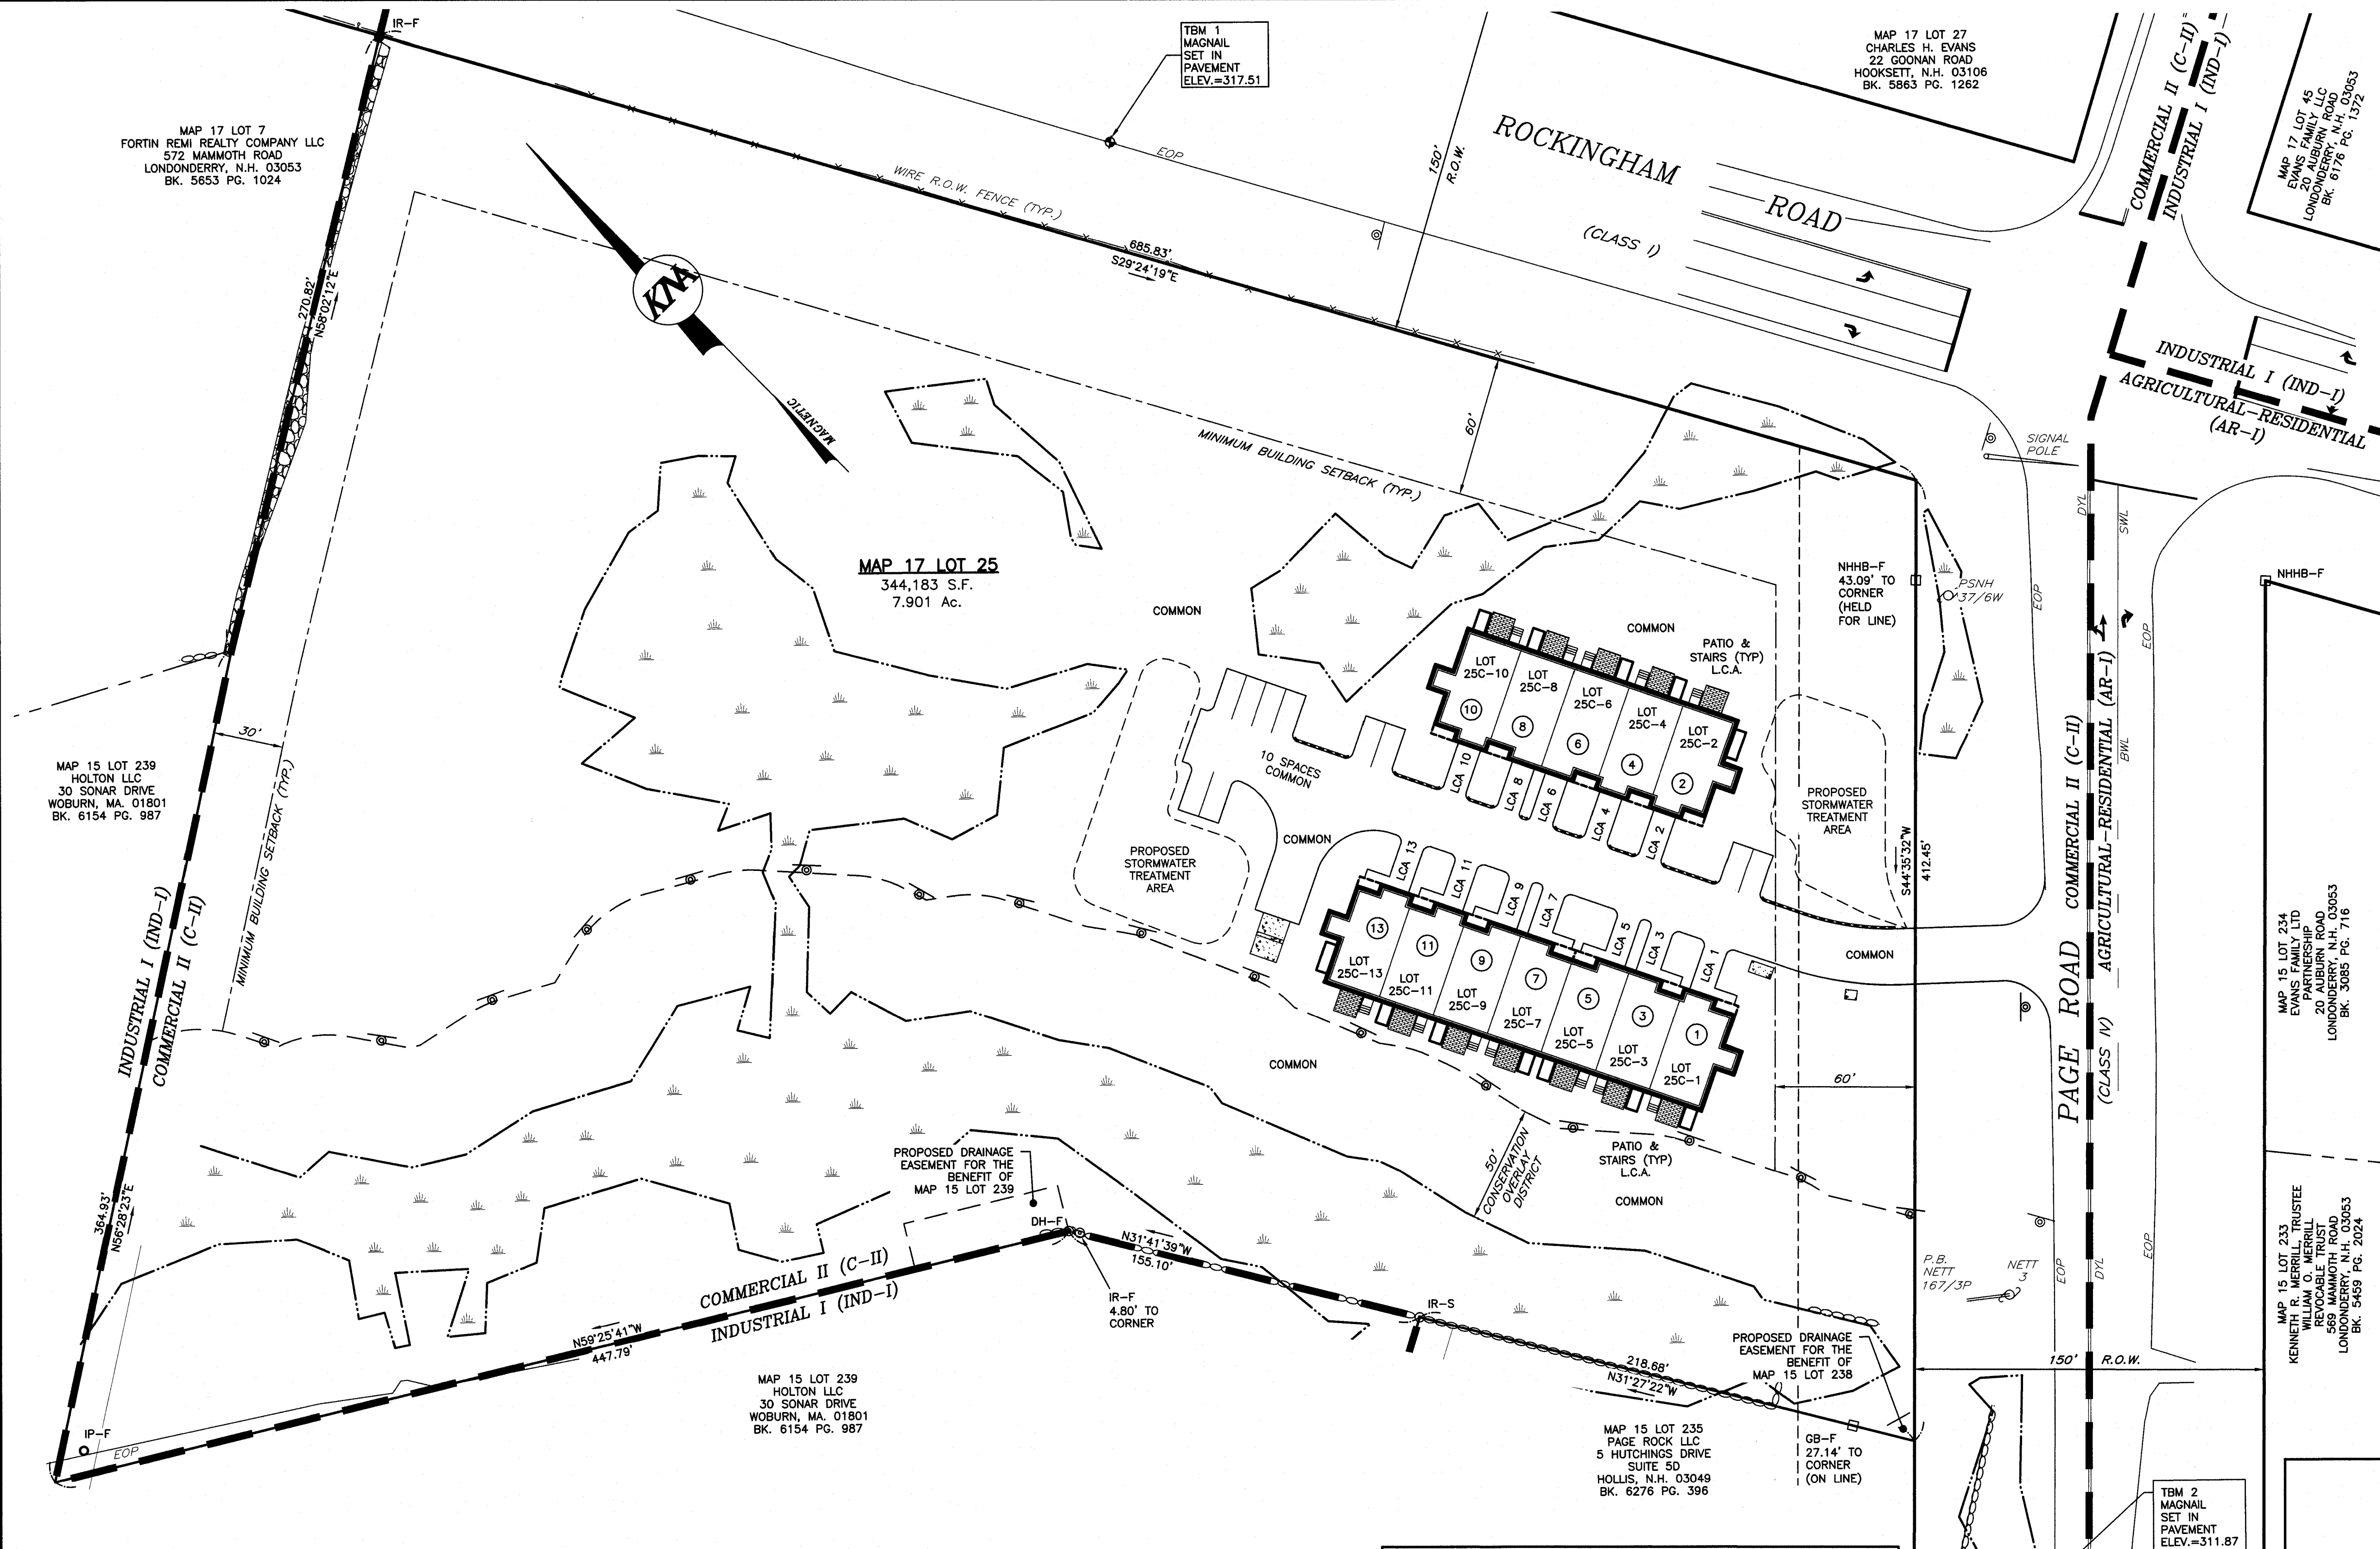 IR-F
TBM 1
MAGNAIL
SET IN
PAVEMENT
ELEV.=317.51
MAP 17 LOT 27
CHARLES H. EVANS
22 GOONAN ROAD
HOOKSETT, N.H. 03106
BK. 5863 PG. 1262
COMMERCIAL II (C-II)
INDUSTRIAL I (IND-I)
MAP 17 LOT 45
EVANS FAMILY LLC
20 AUBURN ROAD
LONDONDERRY, N.H. 03053
BK. 6176 PG. 1372
MAP 17 LOT 7
FORTIN REMI REALTY COMPANY LLC
572 MAMMOTH ROAD
LONDONDERRY, N.H. 03053
BK. 5653 PG. 1024
EOP
150'
R.O.W.
ROCKINGHAM
ROAD
(CLASS I)
WIRE R.O.W. FENCE (TYP.)
685.83'
S29°24'19"E
KNA
MAGNETIC
270.82'
N58°02'12"E
INDUSTRIAL I (IND-I)
AGRICULTURAL-RESIDENTIAL
(AR-I)
60'
MINIMUM BUILDING SETBACK (TYP.)
SIGNAL
POLE
DYL
SWL
MAP 17 LOT 25
344,183 S.F.
7.901 Ac.
COMMON
NHHB-F
43.09' TO
CORNER
(HELD
FOR LINE)
PSNH
37/6W
EOP
EOP
NHHB-F
COMMON
PATIO &
STAIRS (TYP)
L.C.A.
LOT
25C-10
LOT
25C-8
LOT
25C-6
LOT
25C-4
LOT
25C-2
10
8
6
4
2
30'
MINIMUM BUILDING SETBACK (TYP.)
MAP 15 LOT 239
HOLTON LLC
30 SONAR DRIVE
WOBURN, MA. 01801
BK. 6154 PG. 987
10 SPACES
COMMON
LCA 10
LCA 8
LCA 6
LCA 4
LCA 2
PROPOSED
STORMWATER
TREATMENT
AREA
S44°35'32"W
412.45'
BWL
COMMERCIAL II (C-II)
AGRICULTURAL-RESIDENTIAL (AR-I)
PAGE ROAD
(CLASS IV)
COMMON
PROPOSED
STORMWATER
TREATMENT
AREA
LCA 13
LCA 11
LCA 9
LCA 7
LCA 5
LCA 3
LCA 1
13
11
9
7
5
3
1
LOT
25C-13
LOT
25C-11
LOT
25C-9
LOT
25C-7
LOT
25C-5
LOT
25C-3
LOT
25C-1
COMMON
MAP 15 LOT 234
EVANS FAMILY LTD
PARTNERSHIP
20 AUBURN ROAD
LONDONDERRY, N.H. 03053
BK. 3085 PG. 716
INDUSTRIAL I (IND-I)
COMMERCIAL II (C-II)
COMMON
60'
50'
CONSERVATION
OVERLAY
DISTRICT
PATIO &
STAIRS (TYP)
L.C.A.
COMMON
PROPOSED DRAINAGE
EASEMENT FOR THE
BENEFIT OF
MAP 15 LOT 239
DH-F
364.93'
N56°28'23"E
N31°41'39"W
155.10'
IR-F
4.80' TO
CORNER
IR-S
COMMERCIAL II (C-II)
INDUSTRIAL I (IND-I)
N59°25'41"W
447.79'
P.B.
NETT
167/3P
NETT
3
EOP
DYL
EOP
MAP 15 LOT 233
KENNETH R. MERRILL, TRUSTEE
WILLIAM O. MERRILL
REVOCABLE TRUST
569 MAMMOTH ROAD
LONDONDERRY, N.H. 03053
BK. 5459 PG. 2024
PROPOSED DRAINAGE
EASEMENT FOR THE
BENEFIT OF
MAP 15 LOT 238
150' R.O.W.
218.68'
N31°27'22"W
MAP 15 LOT 239
HOLTON LLC
30 SONAR DRIVE
WOBURN, MA. 01801
BK. 6154 PG. 987
IP-F
EOP
MAP 15 LOT 235
PAGE ROCK LLC
5 HUTCHINGS DRIVE
SUITE 5D
HOLLIS, N.H. 03049
BK. 6276 PG. 396
GB-F
27.14' TO
CORNER
(ON LINE)
TBM 2
MAGNAIL
SET IN
PAVEMENT
ELEV.=311.87